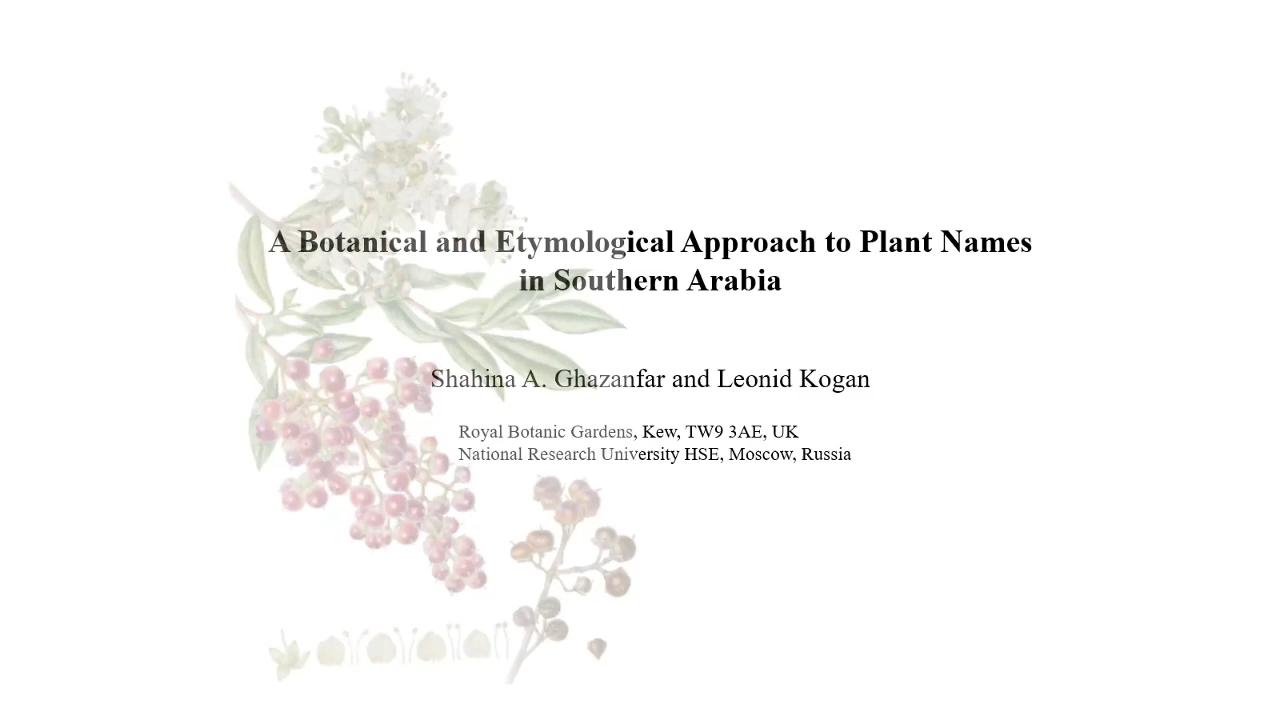 A Botanical and Etymological Approach to Plant Names
in Southern Arabia
Shahina A. Ghazanfar and Leonid Kogan
Royal Botanic Gardens, Kew, TW9 3AE, UK
National Research University HSE, Moscow, Russia